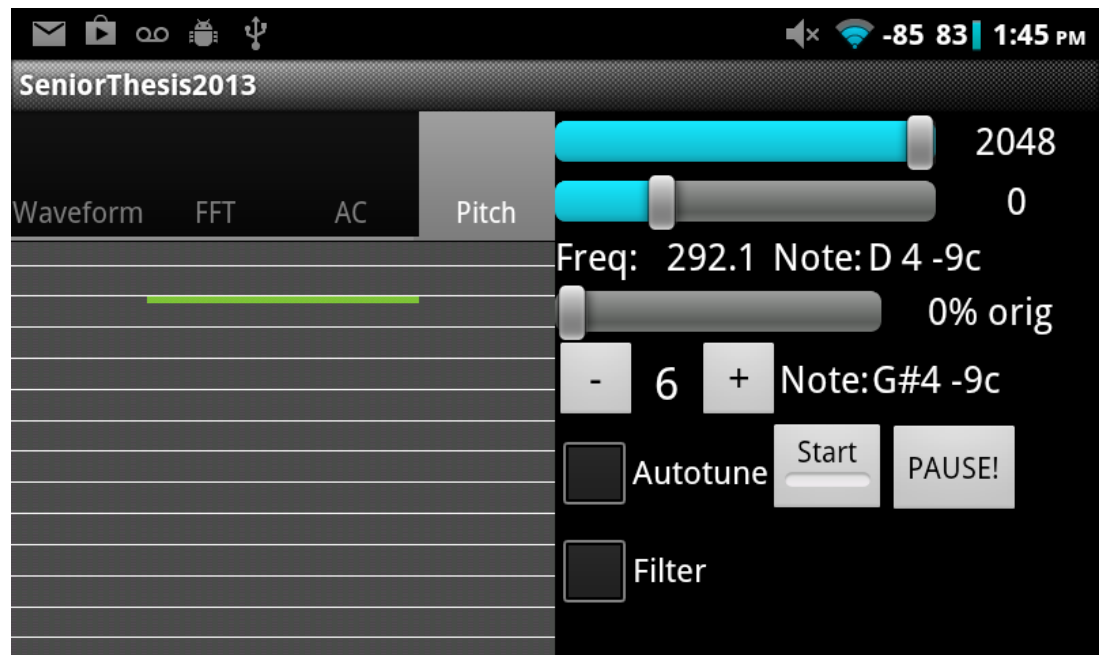 -85 83 1:45 PM
SeniorThesis2013
2048
0
Waveform FFT AC Pitch
Freq: 292.1 Note: D 4 -9c
0% orig
- 6 + Note: G#4 -9c
Autotune Start PAUSE!
Filter